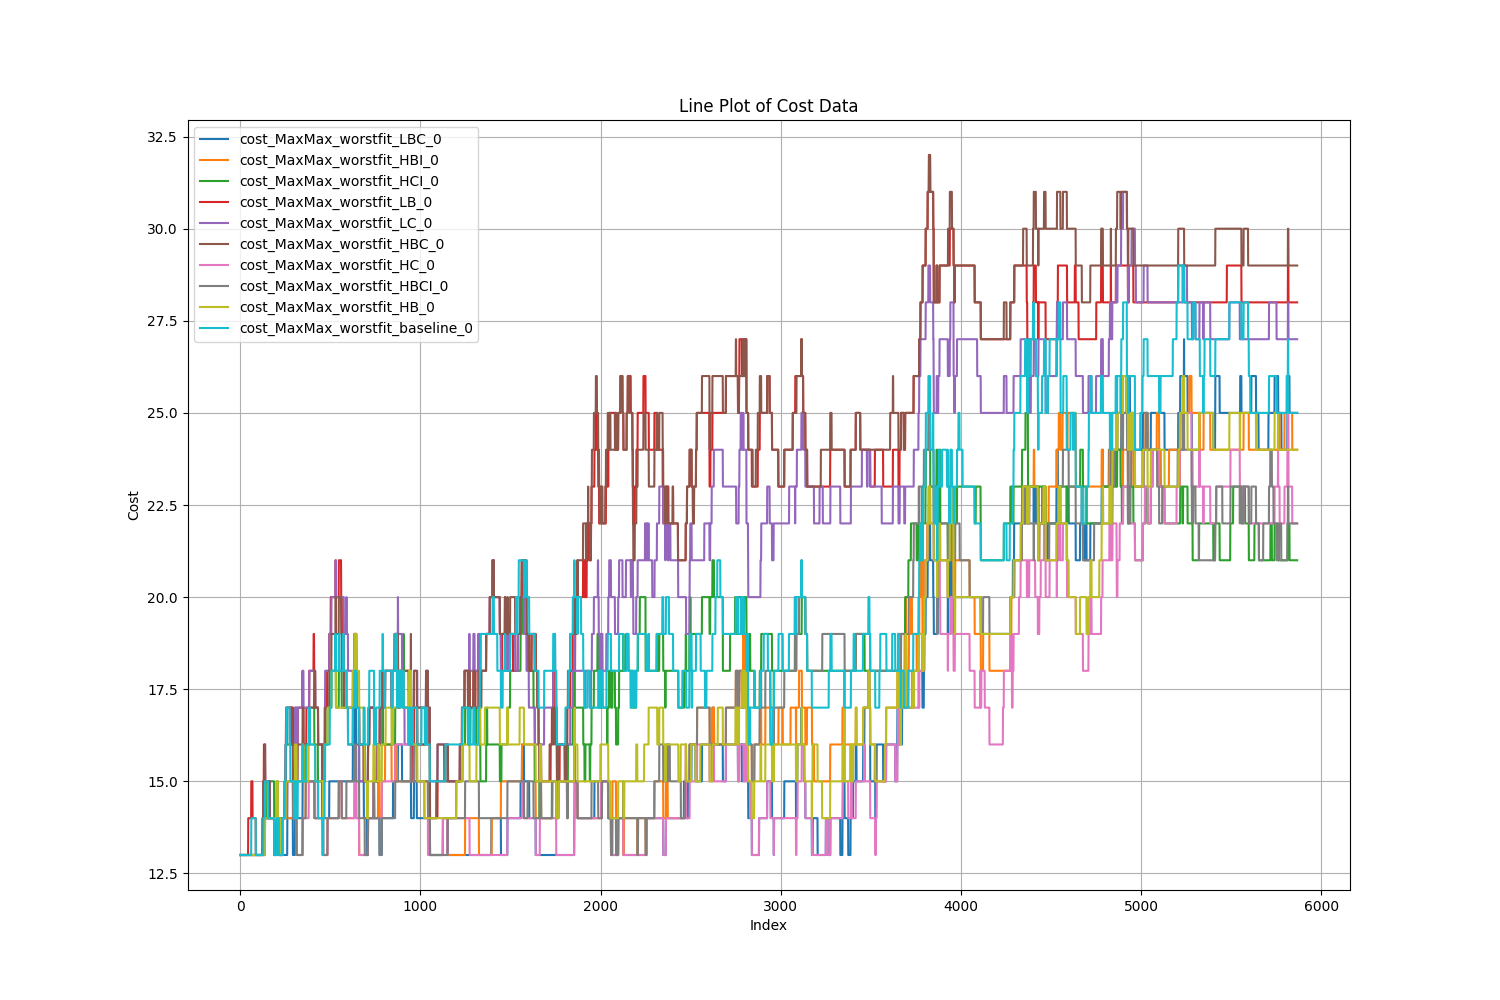 Line Plot of Cost Data
32.5
30.0
27.5
25.0
22.5
20.0
17.5
15.0
12.5
Cost
cost_MaxMax_worstfit_LBC_0
cost_MaxMax_worstfit_HBI_0
cost_MaxMax_worstfit_HCI_0
cost_MaxMax_worstfit_LB_0
cost_MaxMax_worstfit_LC_0
cost_MaxMax_worstfit_HBC_0
cost_MaxMax_worstfit_HC_0
cost_MaxMax_worstfit_HBCI_0
cost_MaxMax_worstfit_HB_0
cost_MaxMax_worstfit_baseline_0
0 1000 2000 3000 4000 5000 6000
Index